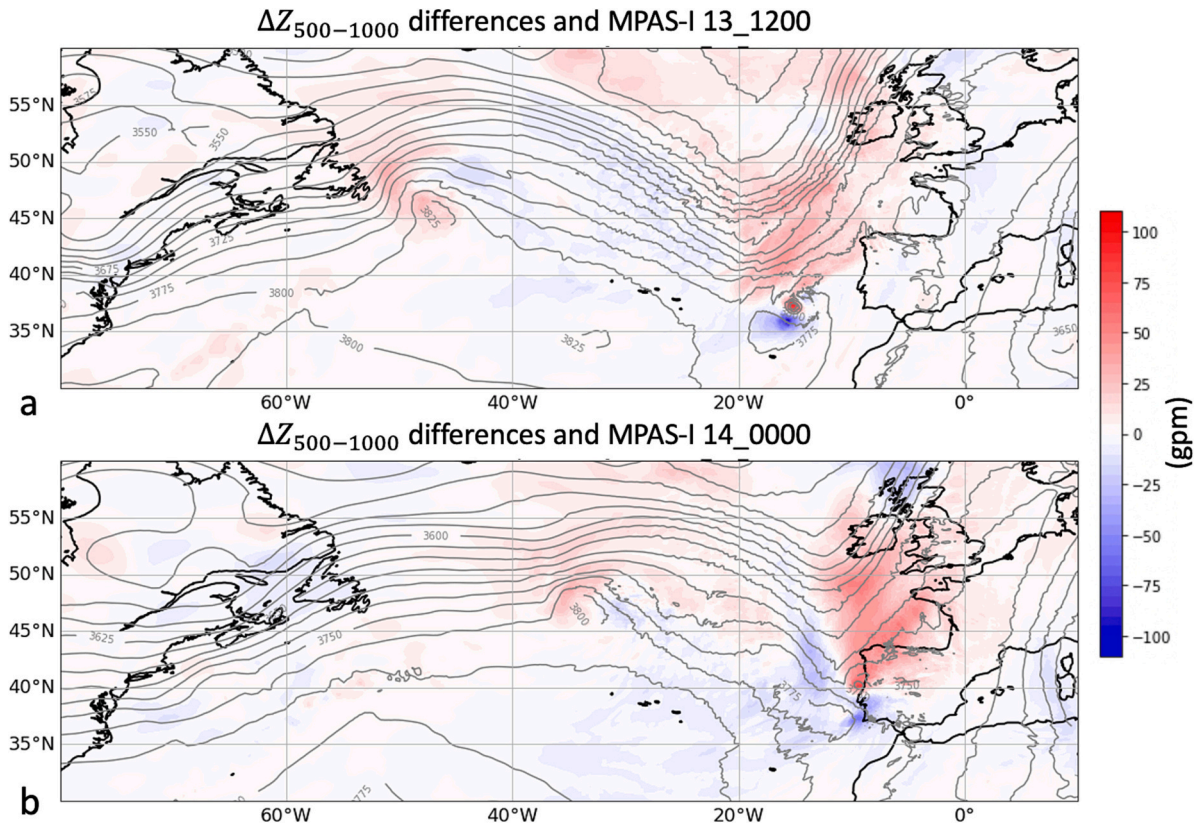 ΔZ500−1000 differences and MPAS-I 13_1200
55°N
50°N
45°N
40°N
35°N
3575
3550
3550
3725
3675
3775
3800
3800
3825
3825
3775
3650
a
60°W
40°W
20°W
0°
ΔZ500−1000 differences and MPAS-I 14_0000
55°N
50°N
45°N
40°N
35°N
3600
3625
3750
3800
3775
3750
3775
b
60°W
40°W
20°W
0°
100
75
50
25
0
−25
−50
−75
−100
(gpm)